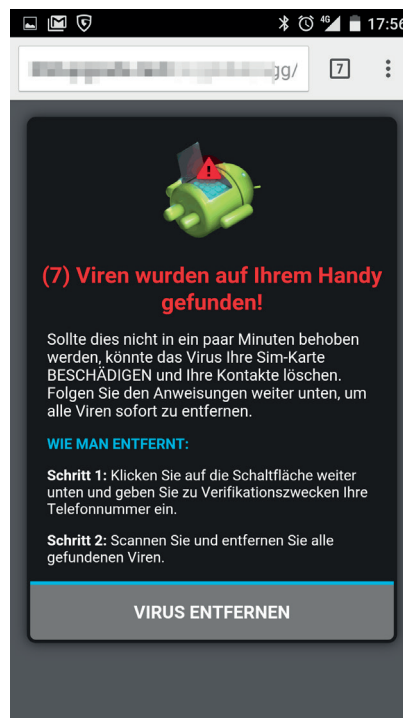 4G 17:56
gg/ 7
(7) Viren wurden auf Ihrem Handy
gefunden!
Sollte dies nicht in ein paar Minuten behoben
werden, könnte das Virus Ihre Sim-Karte
BESCHÄDIGEN und Ihre Kontakte löschen.
Folgen Sie den Anweisungen weiter unten, um
alle Viren sofort zu entfernen.
WIE MAN ENTFERNT:
Schritt 1: Klicken Sie auf die Schaltfläche weiter
unten und geben Sie zu Verifikationszwecken Ihre
Telefonnummer ein.
Schritt 2: Scannen Sie und entfernen Sie alle
gefundenen Viren.
VIRUS ENTFERNEN